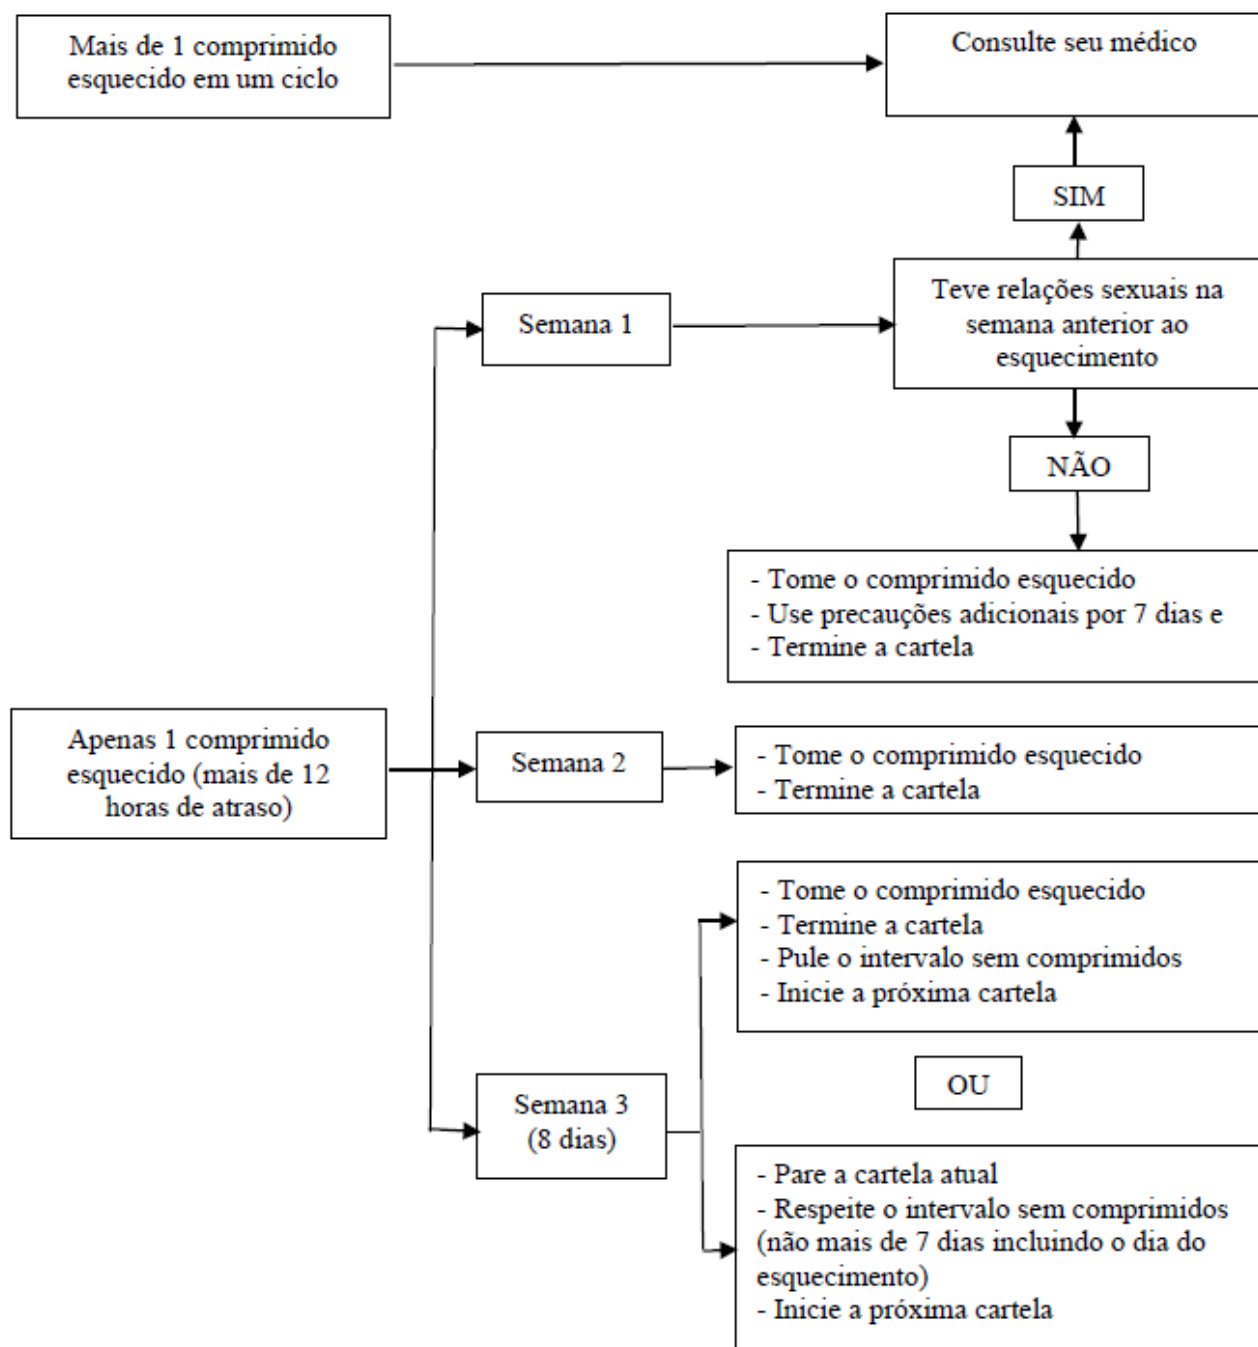 Mais de 1 comprimido
esquecido em um ciclo
Consulte seu médico
SIM
Teve relações sexuais na
semana anterior ao
esquecimento
Semana 1
NÃO
- Tome o comprimido esquecido
- Use precauções adicionais por 7 dias e
- Termine a cartela
Apenas 1 comprimido
esquecido (mais de 12
horas de atraso)
Semana 2
- Tome o comprimido esquecido
- Termine a cartela
- Tome o comprimido esquecido
- Termine a cartela
- Pule o intervalo sem comprimidos
- Inicie a próxima cartela
OU
Semana 3
(8 dias)
- Pare a cartela atual
- Respeite o intervalo sem comprimidos
(não mais de 7 dias incluindo o dia do
esquecimento)
- Inicie a próxima cartela